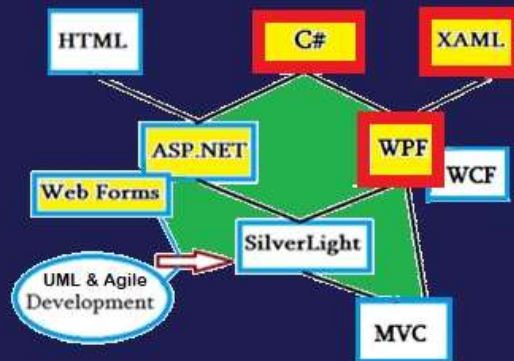 HTML
C#
XAML
ASP.NET
WPF
WCF
Web Forms
SilverLight
UML & Agile
Development
MVC